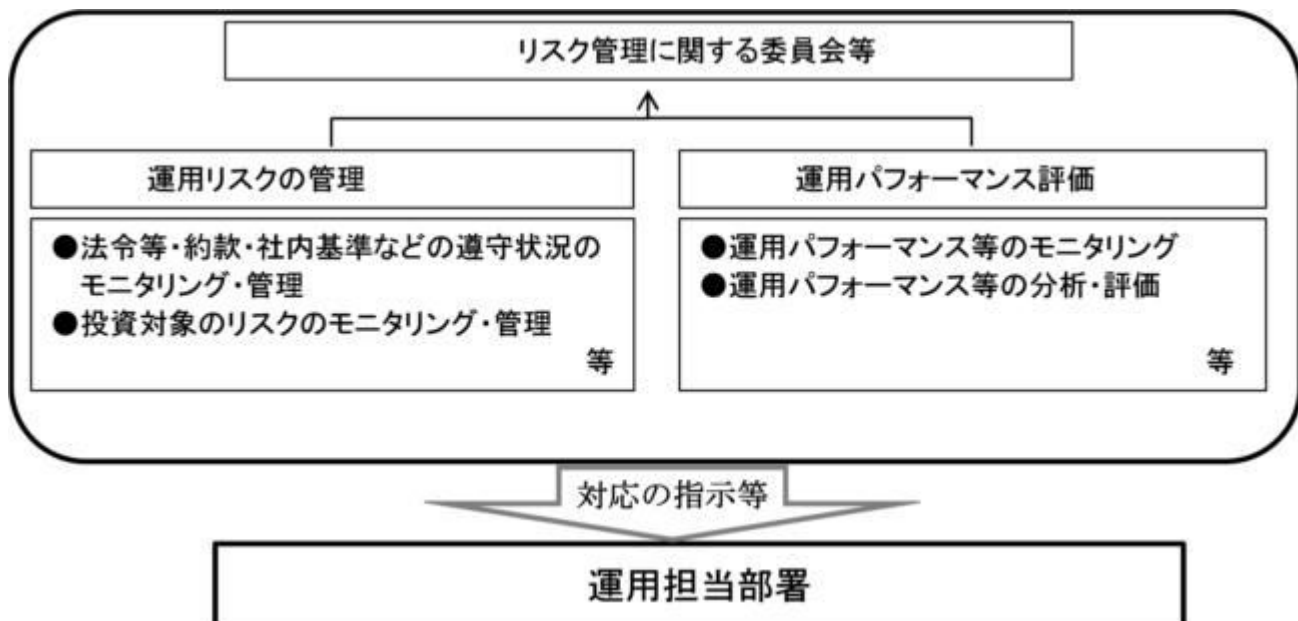 リスク管理に関する委員会等
運用リスクの管理
運用パフォーマンス評価
●法令等・約款・社内基準などの遵守状況の
モニタリング・管理
●投資対象のリスクのモニタリング・管理
等
●運用パフォーマンス等のモニタリング
●運用パフォーマンス等の分析・評価
等
対応の指示等
運用担当部署